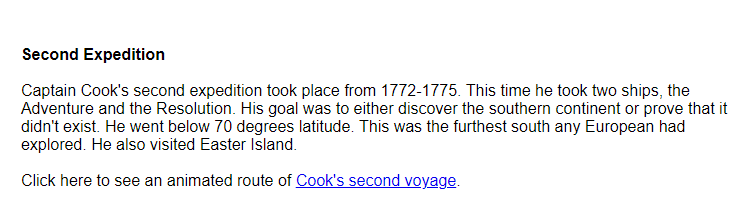 Second Expedition
Captain Cook's second expedition took place from 1772-1775. This time he took two ships, the
Adventure and the Resolution. His goal was to either discover the southern continent or prove that it
didn't exist. He went below 70 degrees latitude. This was the furthest south any European had
explored. He also visited Easter Island.
Click here to see an animated route of Cook's second voyage.